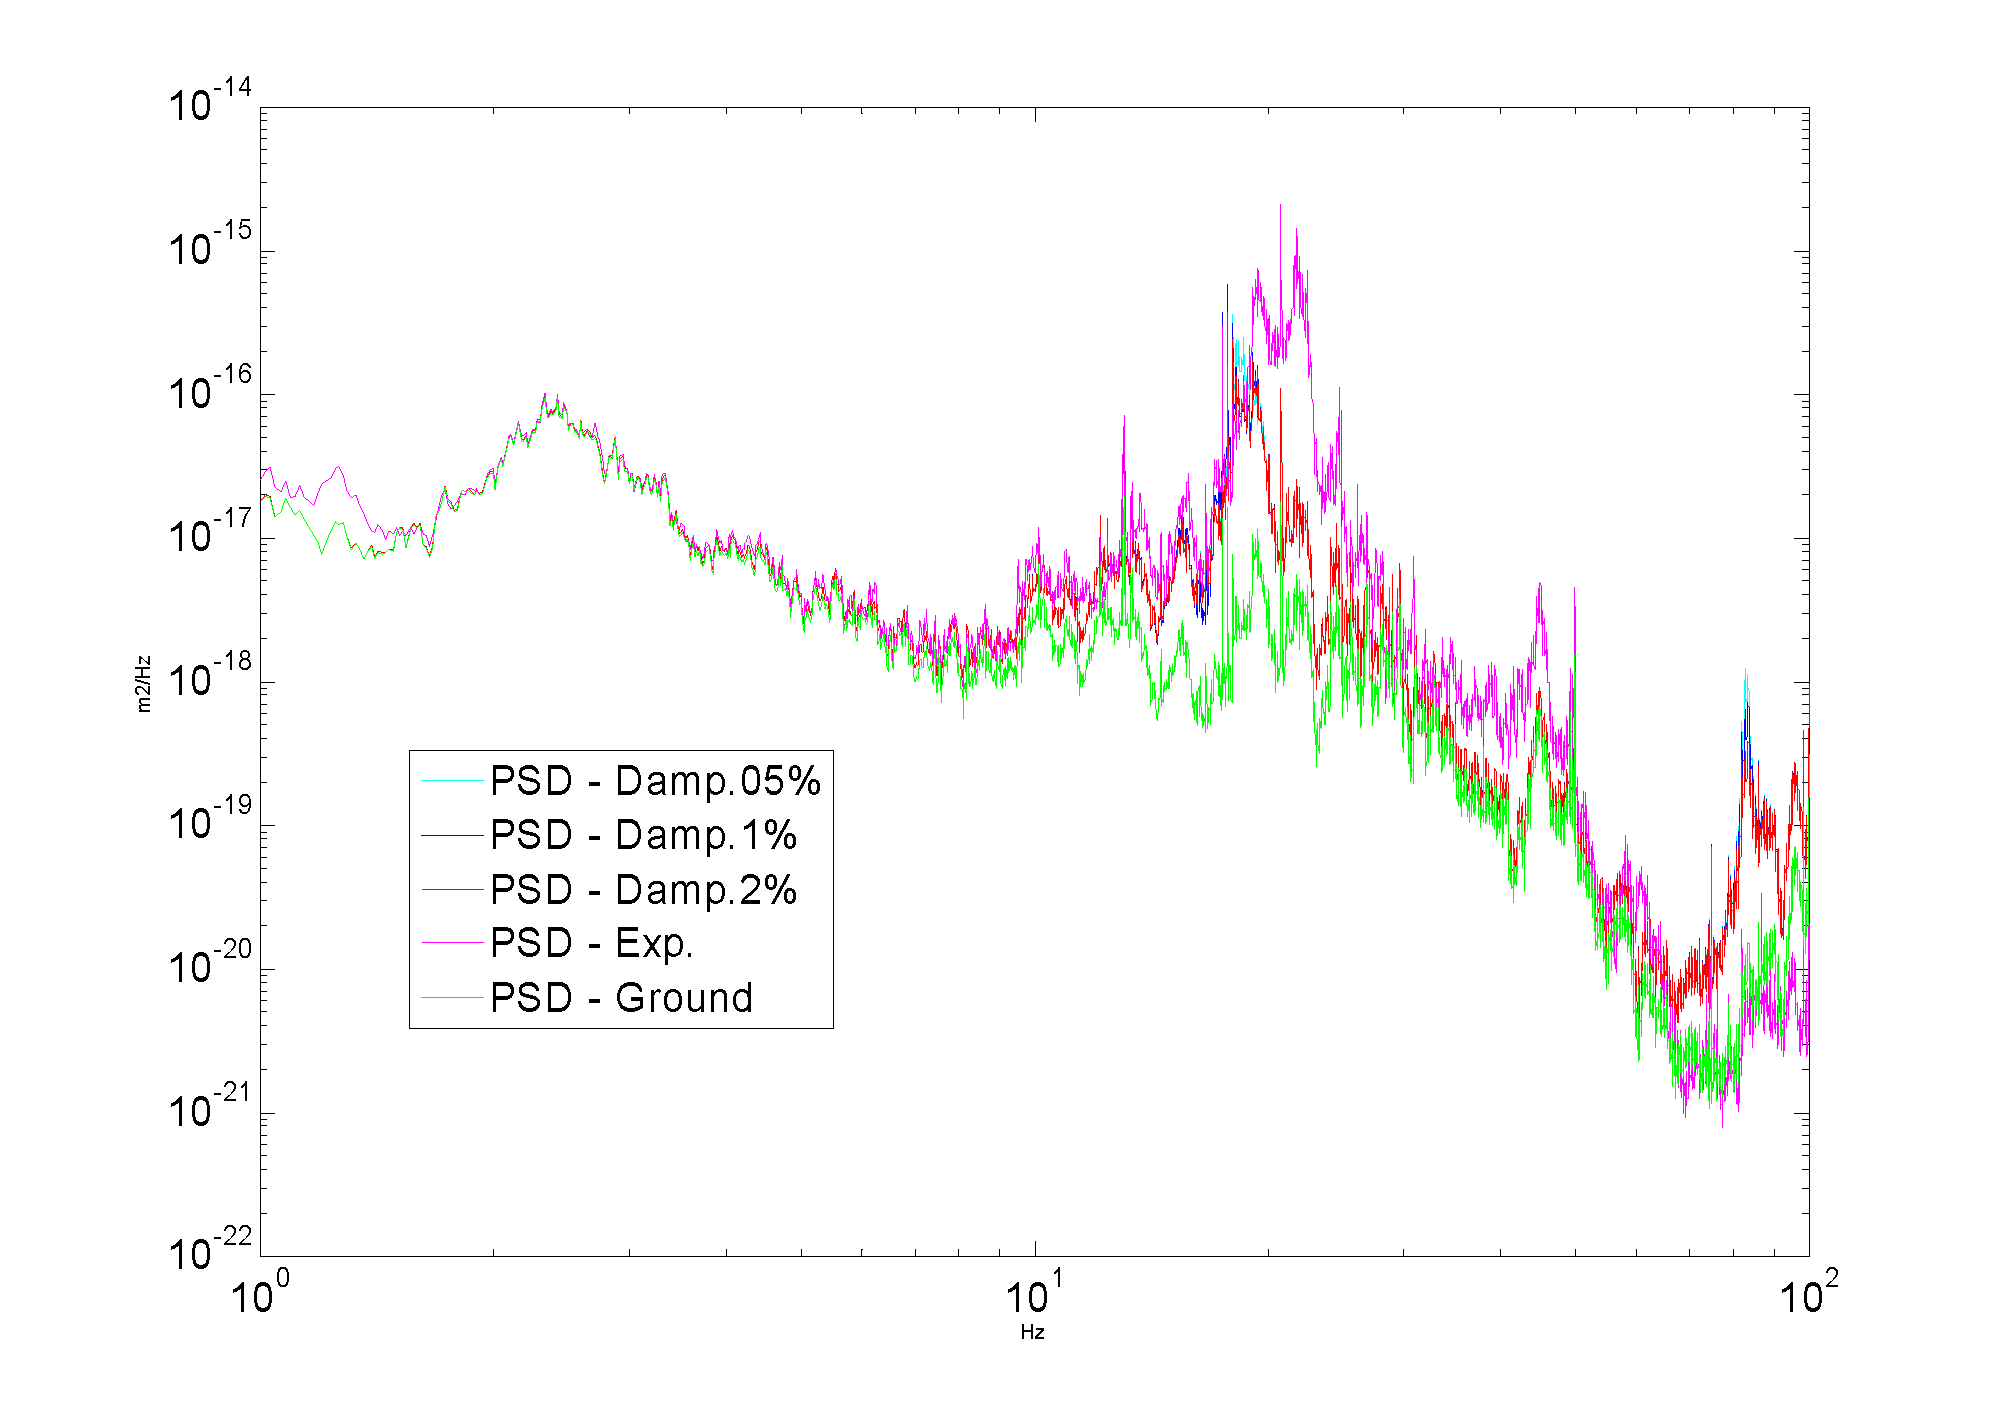 10^-14
10^-15
10^-16
10^-17
10^-18
10^-19
10^-20
10^-21
10^-22
m2/Hz
PSD - Damp.05%
PSD - Damp.1%
PSD - Damp.2%
PSD - Exp.
PSD - Ground
10^0 10^1 10^2
Hz